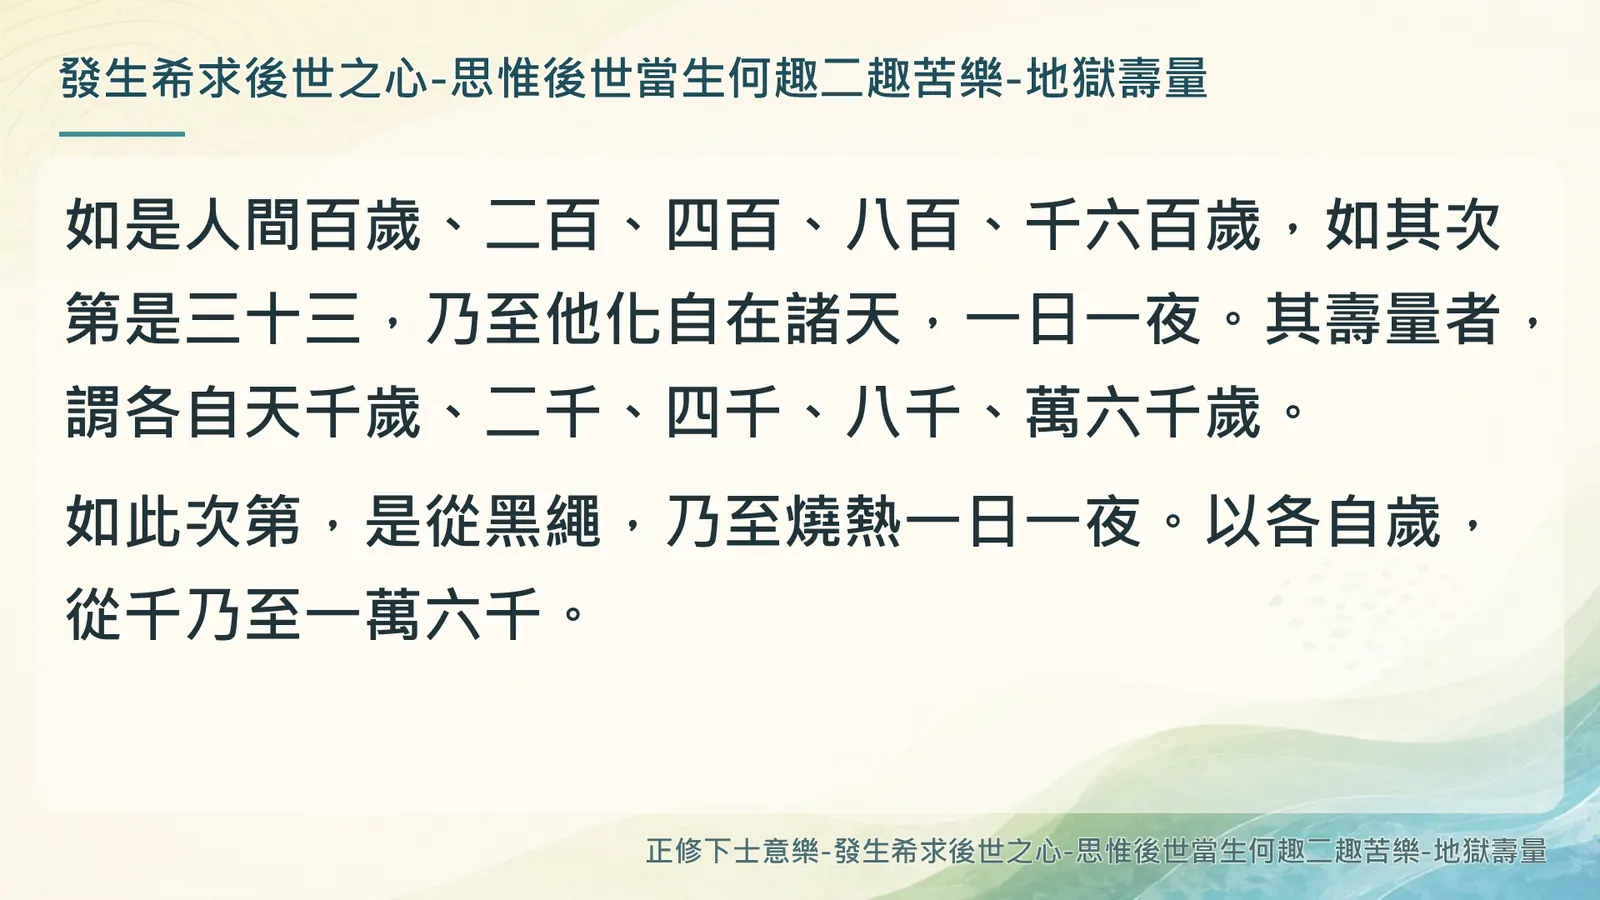 發生希求後世之心-思惟後世當生何趣二趣苦樂-地獄壽量
如是人間百歲、二百、四百、八百、千六百歲，如其次
第是三十三，乃至他化自在諸天，一日一夜。其壽量者，
謂各自天千歲、二千、四千、八千、萬六千歲。
如此次第，是從黑繩，乃至燒熱一日一夜。以各自歲，
從千乃至一萬六千。
正修下士意樂-發生希求後世之心-思惟後世當生何趣二趣苦樂-地獄壽量